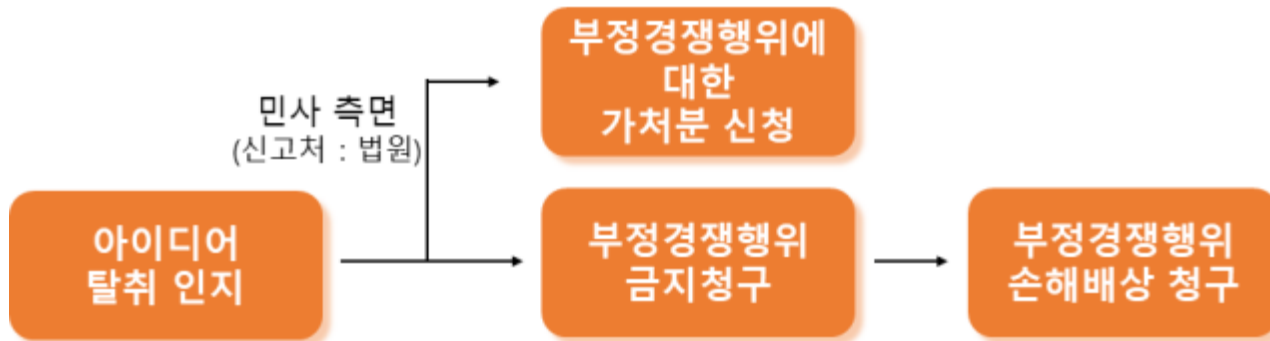 부정경쟁행위에
대한
가처분 신청
민사 측면
(신고처 : 법원)
아이디어
탈취 인지
부정경쟁행위
금지청구
부정경쟁행위
손해배상 청구